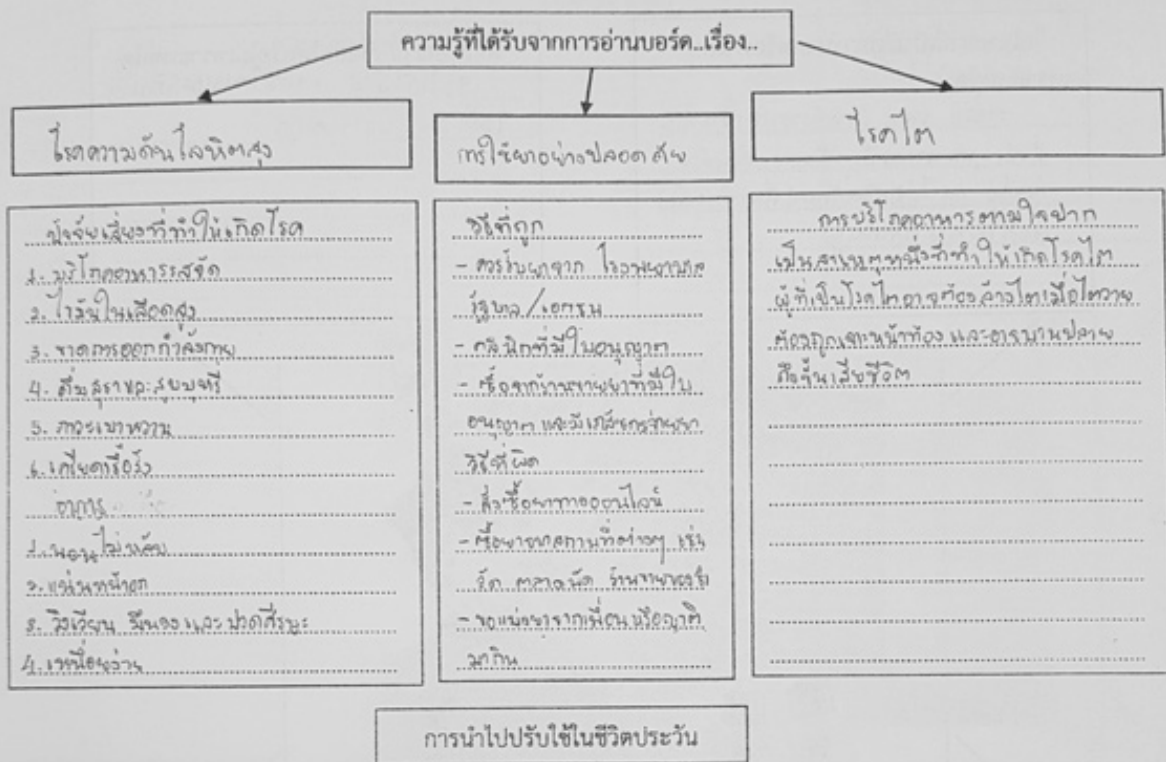 ความรู้ที่ได้รับจากการอ่านบอร์ด..เรื่อง..
โรคความดันโลหิตสูง
ปัจจัยเสี่ยงที่ทำให้เกิดโรค
1. บริโภคอาหารรสจัด
2. ไขมันในเลือดสูง
3. ขาดการออกกำลังกาย
4. ดื่มสุราและสูบบุหรี่
5. ภาวะเบาหวาน
6. เครียดเรื้อรัง
อาการ
1. นอนไม่หลับ
2. แน่นหน้าอก
3. วิงเวียน มึนงง และปวดศีรษะ
4. เหนื่อยง่าย
การใช้ยาอย่างปลอดภัย
วิธีที่ถูก
- ควรรับยาจาก โรงพยาบาล
รัฐบาล/เอกชน
- คลินิกที่มีใบอนุญาต
- ซื้อจากร้านขายยาที่มีใบ
อนุญาต และมีเภสัชกรจ่ายยา
วิธีที่ผิด
- สั่งซื้อยาทางออนไลน์
- ซื้อยาจากสถานที่ต่างๆ เช่น
วัด ตลาดนัด ร้านขายของชำ
- ขอแบ่งยาจากเพื่อนหรือญาติ
มากิน
โรคไต
การบริโภคอาหารตามใจปาก
เป็นสาเหตุหนึ่งที่ทำให้เกิดโรคไต
ผู้ที่เป็นโรคไตอาจต้องล้างไตเมื่อไตวาย
ต้องถูกเจาะหน้าท้อง และอาจบานปลาย
ถึงขั้นเสียชีวิต
การนำไปปรับใช้ในชีวิตประวัน